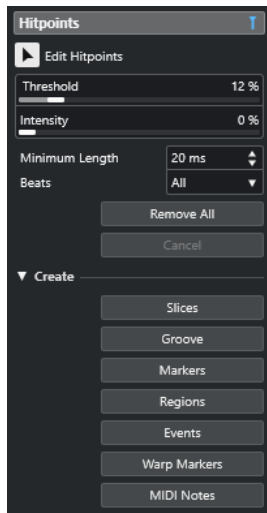 Hitpoints
Edit Hitpoints
Threshold 12 %
Intensity 0 %
Minimum Length 20 ms
Beats All
Remove All
Cancel
Create
Slices
Groove
Markers
Regions
Events
Warp Markers
MIDI Notes